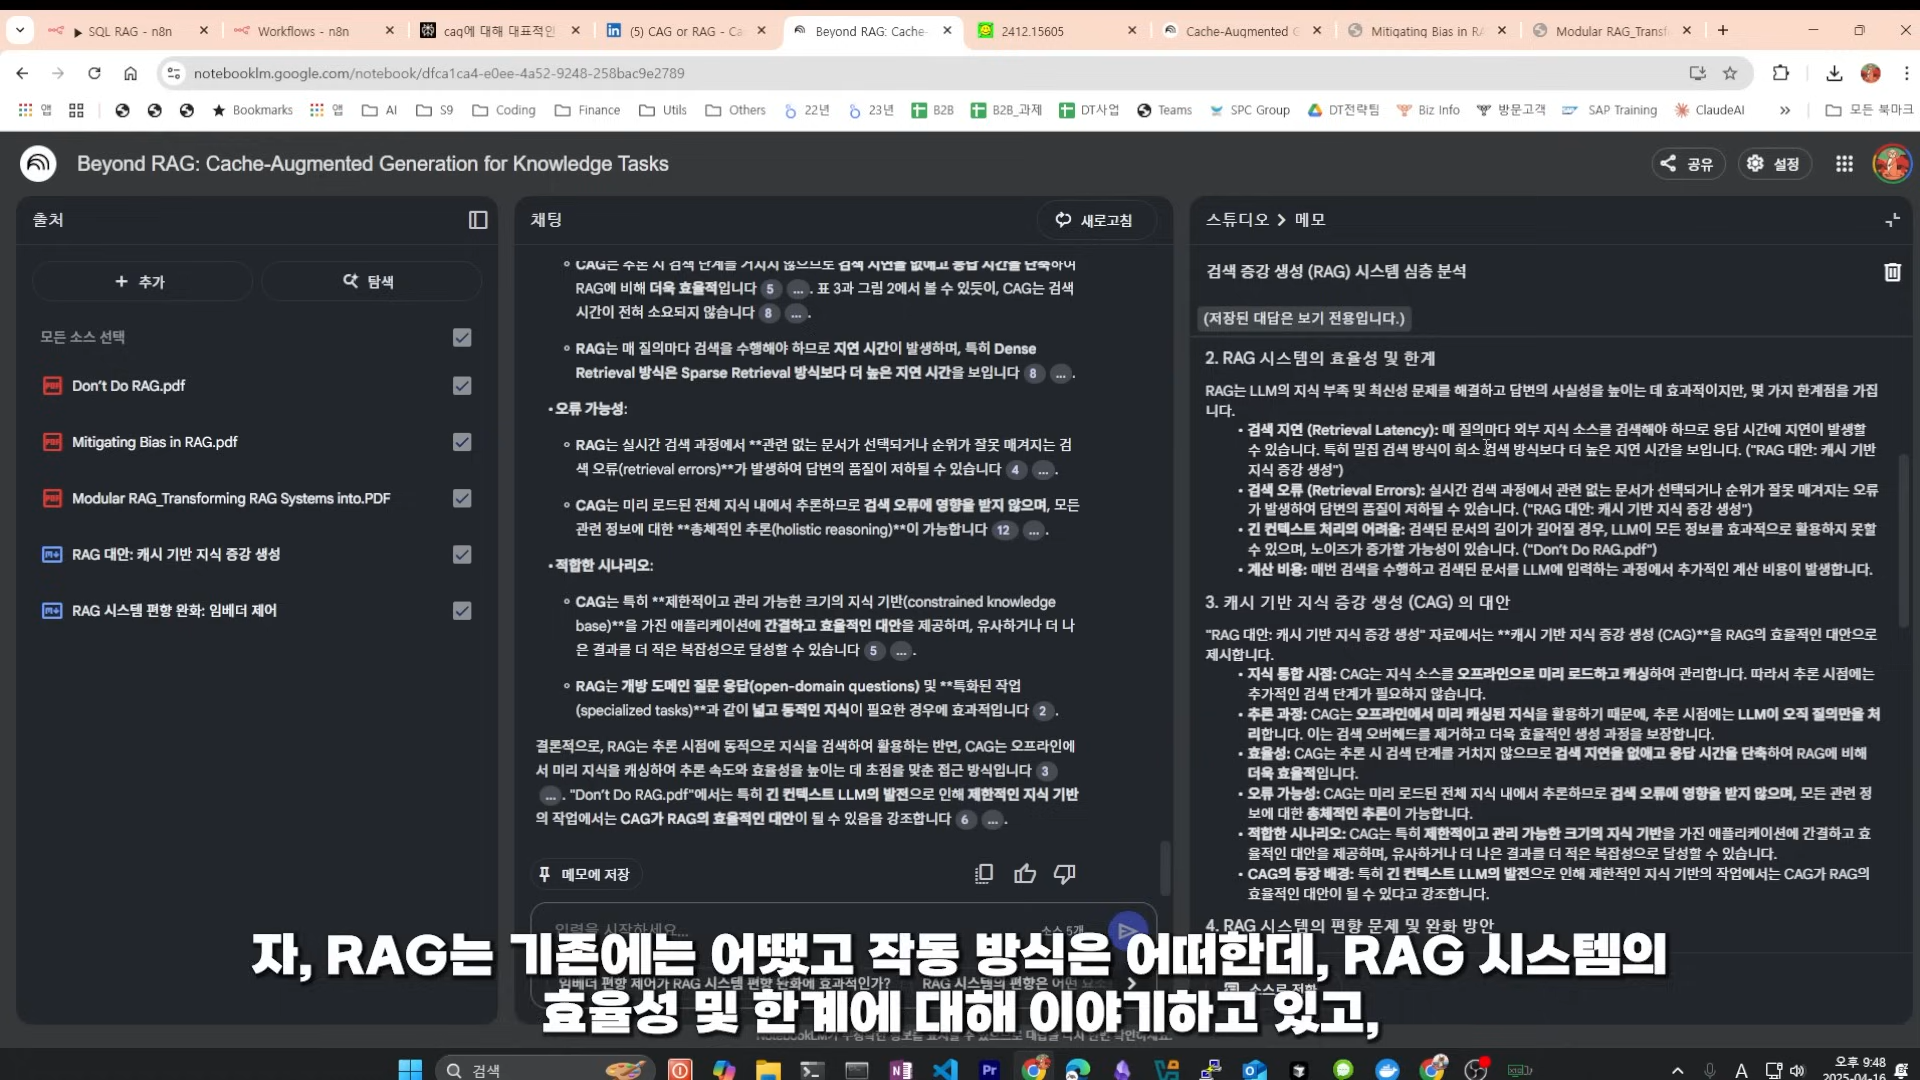 SQL RAG - n8n
Workflows - n8n
(5) CAG or RAG - Ca
Beyond RAG: Cache-
2412.15605
Cache-Augmented G
Mitigating Bias in RA
Modular RAG_Transf
notebooklm.google.com/notebook/dfca1ca4-e0ee-4a52-9248-258bac9e2789
앱 Bookmarks 앱 AI S9 Coding Finance Utils Others 22년 23년 B2B B2B_과제 DT사업 Teams SPC Group DT전략팀 Biz Info 방문고객 SAP Training ClaudeAI » 모든 북마크
Beyond RAG: Cache-Augmented Generation for Knowledge Tasks
공유
설정
출처
+ 추가
탐색
모든 소스 선택
Don't Do RAG.pdf
Mitigating Bias in RAG.pdf
Modular RAG_Transforming RAG Systems into.PDF
RAG 대안: 캐시 기반 지식 증강 생성
RAG 시스템 편향 완화: 임베더 제어
채팅
새로고침
CAG는 추론 시 검색 단계를 거치지 않으므로 검색 지연을 없애고 응답 시간을 단축하여
RAG에 비해 더욱 효율적입니다 5 ... . 표 3과 그림 2에서 볼 수 있듯이, CAG는 검색
시간이 전혀 소요되지 않습니다 8 ... .
RAG는 매 질의마다 검색을 수행해야 하므로 지연 시간이 발생하며, 특히 Dense
Retrieval 방식은 Sparse Retrieval 방식보다 더 높은 지연 시간을 보입니다 8 ... .
• 오류 가능성:
RAG는 실시간 검색 과정에서 **관련 없는 문서가 선택되거나 순위가 잘못 매겨지는 검
색 오류(retrieval errors)**가 발생하여 답변의 품질이 저하될 수 있습니다 4 ... .
CAG는 미리 로드된 전체 지식 내에서 추론하므로 검색 오류에 영향을 받지 않으며, 모든
관련 정보에 대한 **총체적인 추론(holistic reasoning)**이 가능합니다 12 ... .
• 적합한 시나리오:
CAG는 특히 **제한적이고 관리 가능한 크기의 지식 기반(constrained knowledge
base)**을 가진 애플리케이션에 간결하고 효율적인 대안을 제공하며, 유사하거나 더 나
은 결과를 더 적은 복잡성으로 달성할 수 있습니다 5 ... .
RAG는 개방 도메인 질문 응답(open-domain questions) 및 **특화된 작업
(specialized tasks)**과 같이 넓고 동적인 지식이 필요한 경우에 효과적입니다 2 .
결론적으로, RAG는 추론 시점에 동적으로 지식을 검색하여 활용하는 반면, CAG는 오프라인에
서 미리 지식을 캐싱하여 추론 속도와 효율성을 높이는 데 초점을 맞춘 접근 방식입니다 3
... . "Don't Do RAG.pdf"에서는 특히 긴 컨텍스트 LLM의 발전으로 인해 제한적인 지식 기반
의 작업에서는 CAG가 RAG의 효율적인 대안이 될 수 있음을 강조합니다 6 ... .
메모에 저장
스튜디오 > 메모
검색 증강 생성 (RAG) 시스템 심층 분석
(저장된 대답은 보기 전용입니다.)
2. RAG 시스템의 효율성 및 한계
RAG는 LLM의 지식 부족 및 최신성 문제를 해결하고 답변의 사실성을 높이는 데 효과적이지만, 몇 가지 한계점을 가집
니다.
• 검색 지연 (Retrieval Latency): 매 질의마다 외부 지식 소스를 검색해야 하므로 응답 시간에 지연이 발생할
수 있습니다. 특히 밀집 검색 방식이 희소 검색 방식보다 더 높은 지연 시간을 보입니다. ("RAG 대안: 캐시 기반
지식 증강 생성")
• 검색 오류 (Retrieval Errors): 실시간 검색 과정에서 관련 없는 문서가 선택되거나 순위가 잘못 매겨지는 오류
가 발생하여 답변의 품질이 저하될 수 있습니다. ("RAG 대안: 캐시 기반 지식 증강 생성")
• 긴 컨텍스트 처리의 어려움: 검색된 문서의 길이가 길어질 경우, LLM이 모든 정보를 효과적으로 활용하지 못할
수 있으며, 노이즈가 증가할 가능성이 있습니다. ("Don't Do RAG.pdf")
• 계산 비용: 매번 검색을 수행하고 검색된 문서를 LLM에 입력하는 과정에서 추가적인 계산 비용이 발생합니다.
3. 캐시 기반 지식 증강 생성 (CAG) 의 대안
"RAG 대안: 캐시 기반 지식 증강 생성" 자료에서는 **캐시 기반 지식 증강 생성 (CAG)**을 RAG의 효율적인 대안으로
제시합니다.
• 지식 통합 시점: CAG는 지식 소스를 오프라인으로 미리 로드하고 캐싱하여 관리합니다. 따라서 추론 시점에는
추가적인 검색 단계가 필요하지 않습니다.
• 추론 과정: CAG는 오프라인에서 미리 캐싱된 지식을 활용하기 때문에, 추론 시점에는 LLM이 오직 질의만을 처
리합니다. 이는 검색 오버헤드를 제거하고 더욱 효율적인 생성 과정을 보장합니다.
• 효율성: CAG는 추론 시 검색 단계를 거치지 않으므로 검색 지연을 없애고 응답 시간을 단축하여 RAG에 비해
더욱 효율적입니다.
• 오류 가능성: CAG는 미리 로드된 전체 지식 내에서 추론하므로 검색 오류에 영향을 받지 않으며, 모든 관련 정
보에 대한 총체적인 추론이 가능합니다.
• 적합한 시나리오: CAG는 특히 제한적이고 관리 가능한 크기의 지식 기반을 가진 애플리케이션에 간결하고 효
율적인 대안을 제공하며, 유사하거나 더 나은 결과를 더 적은 복잡성으로 달성할 수 있습니다.
• CAG의 등장 배경: 특히 긴 컨텍스트 LLM의 발전으로 인해 제한적인 지식 기반의 작업에서는 CAG가 RAG의
효율적인 대안이 될 수 있다고 강조합니다.
4. RAG 시스템의 편향 문제 및 완화 방안
자, RAG는 기존에는 어땠고 작동 방식은 어떠한데, RAG 시스템의
효율성 및 한계에 대해 이야기하고 있고,
검색
오후 9:48
2025-04-16